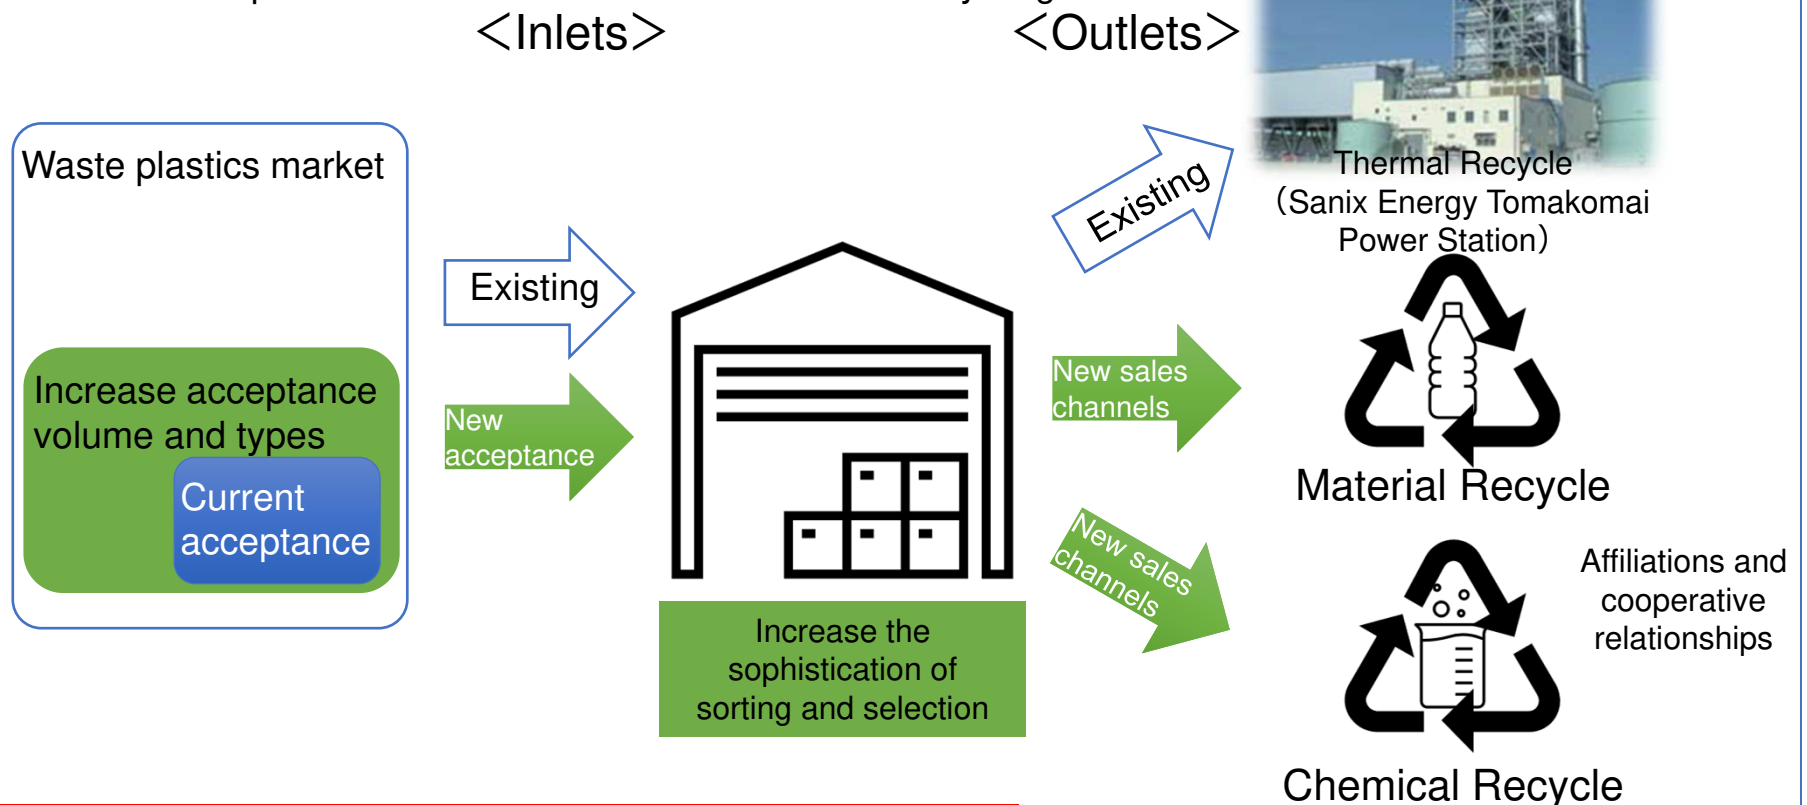 <Inlets>
<Outlets>
Waste plastics market
Increase acceptance
volume and types
Current
acceptance
Existing
New
acceptance
Increase the
sophistication of
sorting and selection
Existing
New sales
channels
New sales
channels
Thermal Recycle
（Sanix Energy Tomakomai
Power Station）
Material Recycle
Affiliations and
cooperative
relationships
Chemical Recycle